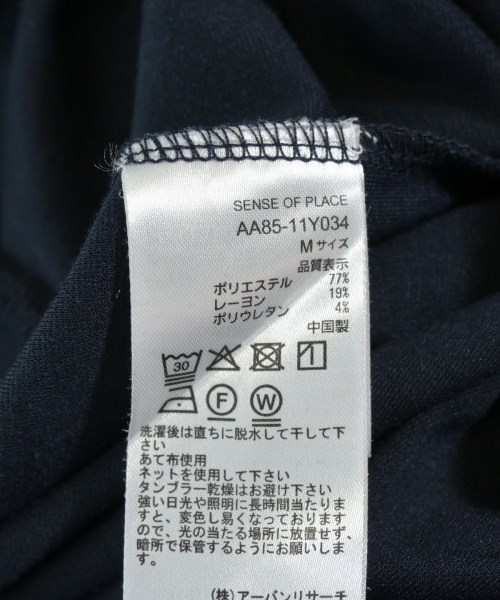 SENSE OF PLACE
AA85-11Y034
Mサイズ
品質表示
ポリエステル 77%
レーヨン 19%
ポリウレタン 4%
中国製
30
F W
洗濯後は直ちに脱水して干して下
さい
あて布使用
ネットを使用して下さい
タンブラー乾燥はお避け下さい
強い日光や照明に長時間当たりま
すと、変色し易くなっております
ので、光の当たる場所に放置せず、
暗所で保管するようにお願いしま
す。
(株)アーバンリサーチ